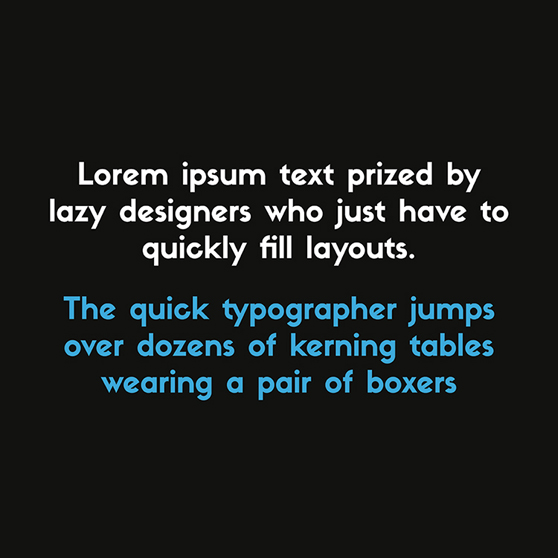 Lorem ipsum text prized by
lazy designers who just have to
quickly fill layouts.
The quick typographer jumps
over dozens of kerning tables
wearing a pair of boxers